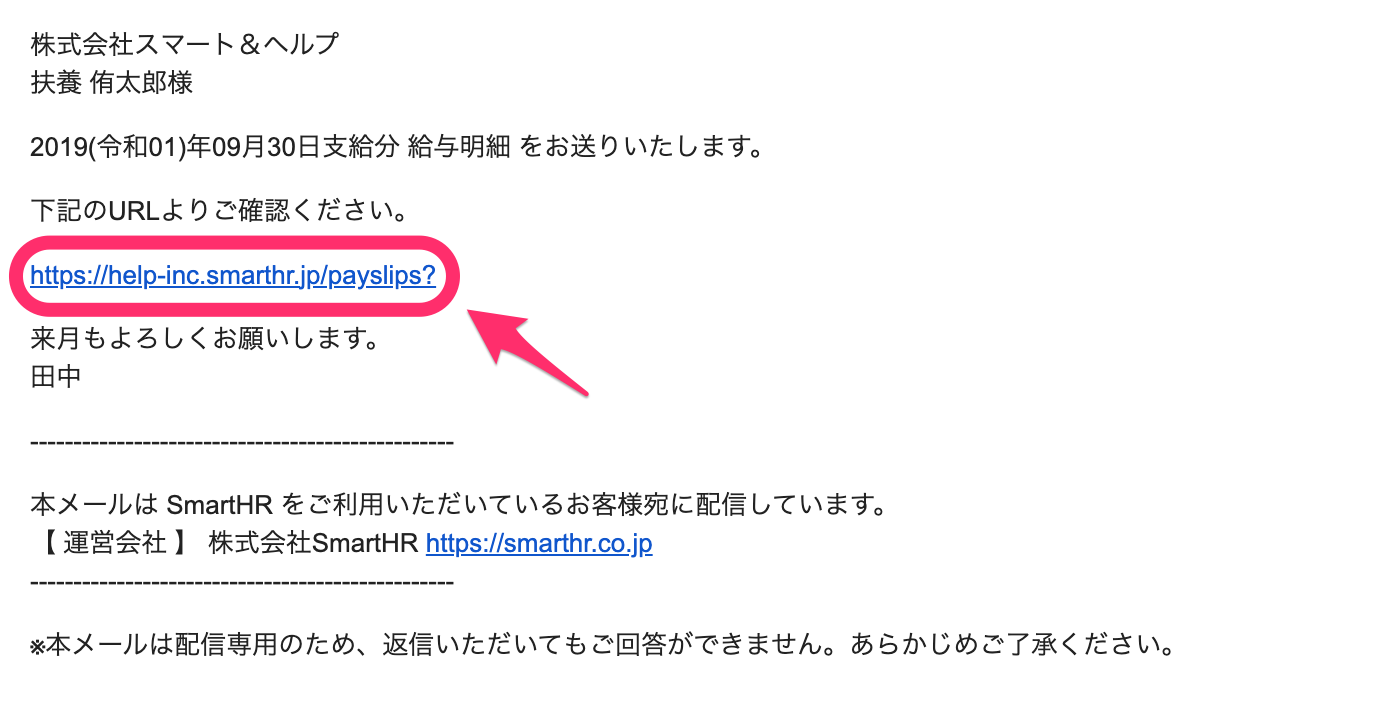 株式会社スマート＆ヘルプ
扶養 侑太郎様
2019(令和01)年09月30日支給分 給与明細 をお送りいたします。
下記のURLよりご確認ください。
https://help-inc.smarthr.jp/payslips?
来月もよろしくお願いします。
田中
-------------------------------------------------
本メールは SmartHR をご利用いただいているお客様宛に配信しています。
【 運営会社 】 株式会社SmartHR https://smarthr.co.jp
-------------------------------------------------
※本メールは配信専用のため、返信いただいてもご回答ができません。あらかじめご了承ください。